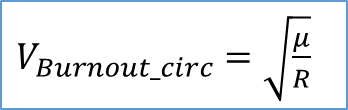 V_Burnout_circ = √(μ/R)